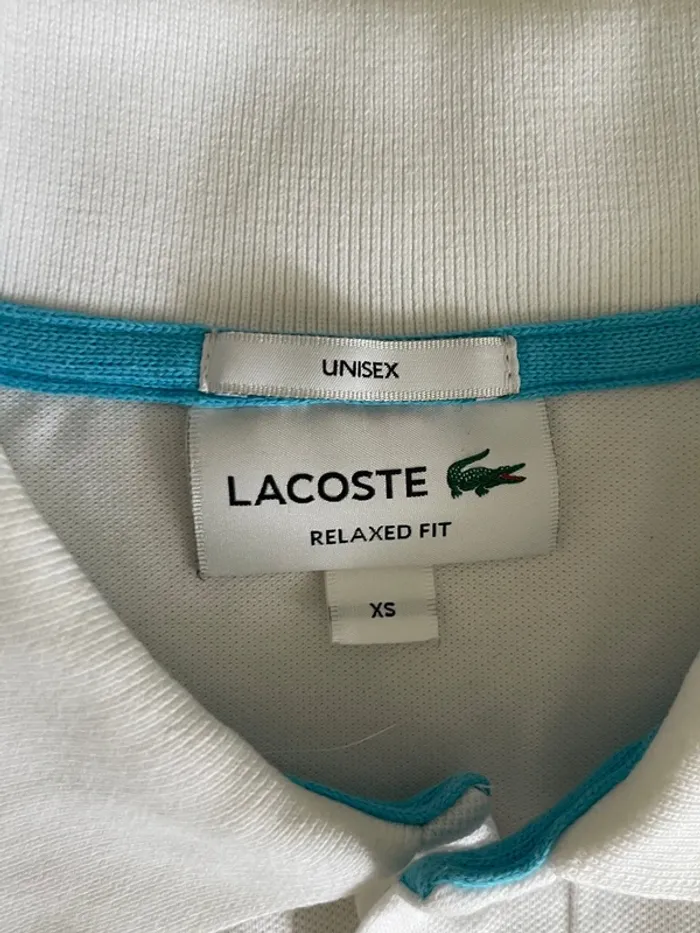 UNISEX
LACOSTE
RELAXED FIT
XS